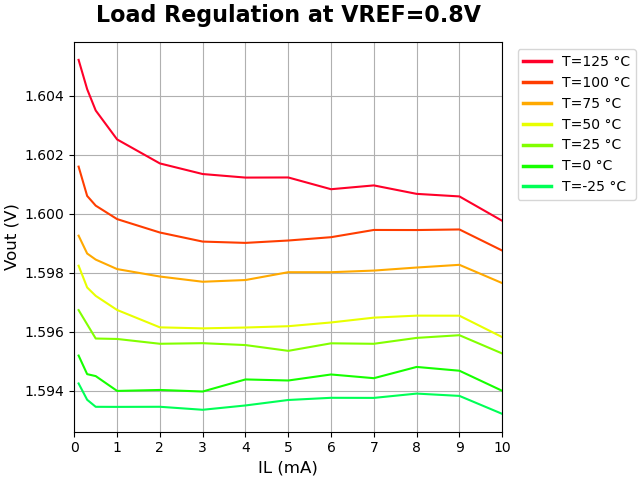 Load Regulation at VREF=0.8V
Vout (V)
1.604
1.602
1.600
1.598
1.596
1.594
0 1 2 3 4 5 6 7 8 9 10
IL (mA)
T=125 °C
T=100 °C
T=75 °C
T=50 °C
T=25 °C
T=0 °C
T=-25 °C